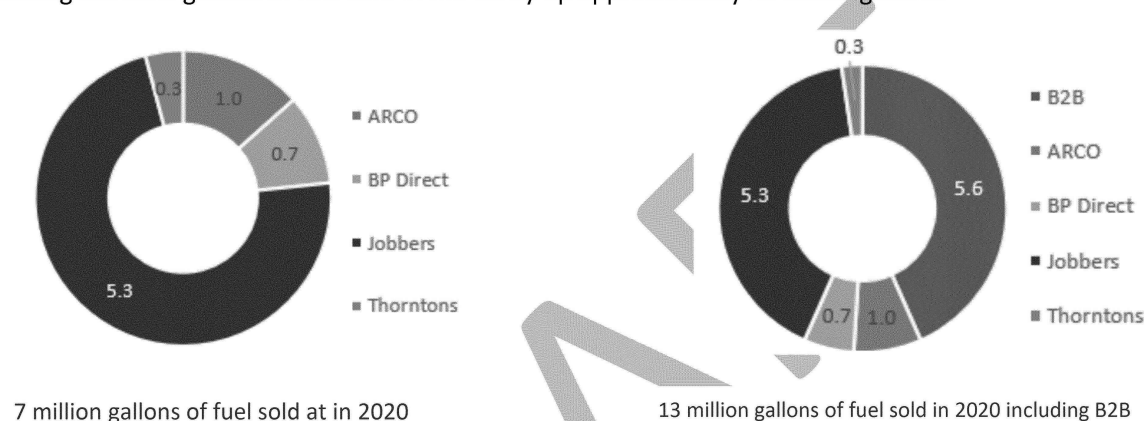 0.3
1.0
0.7
5.3
ARCO
BP Direct
Jobbers
Thorntons
7 million gallons of fuel sold at in 2020
0.3
5.3
5.6
0.7
1.0
B2B
ARCO
BP Direct
Jobbers
Thorntons
13 million gallons of fuel sold in 2020 including B2B